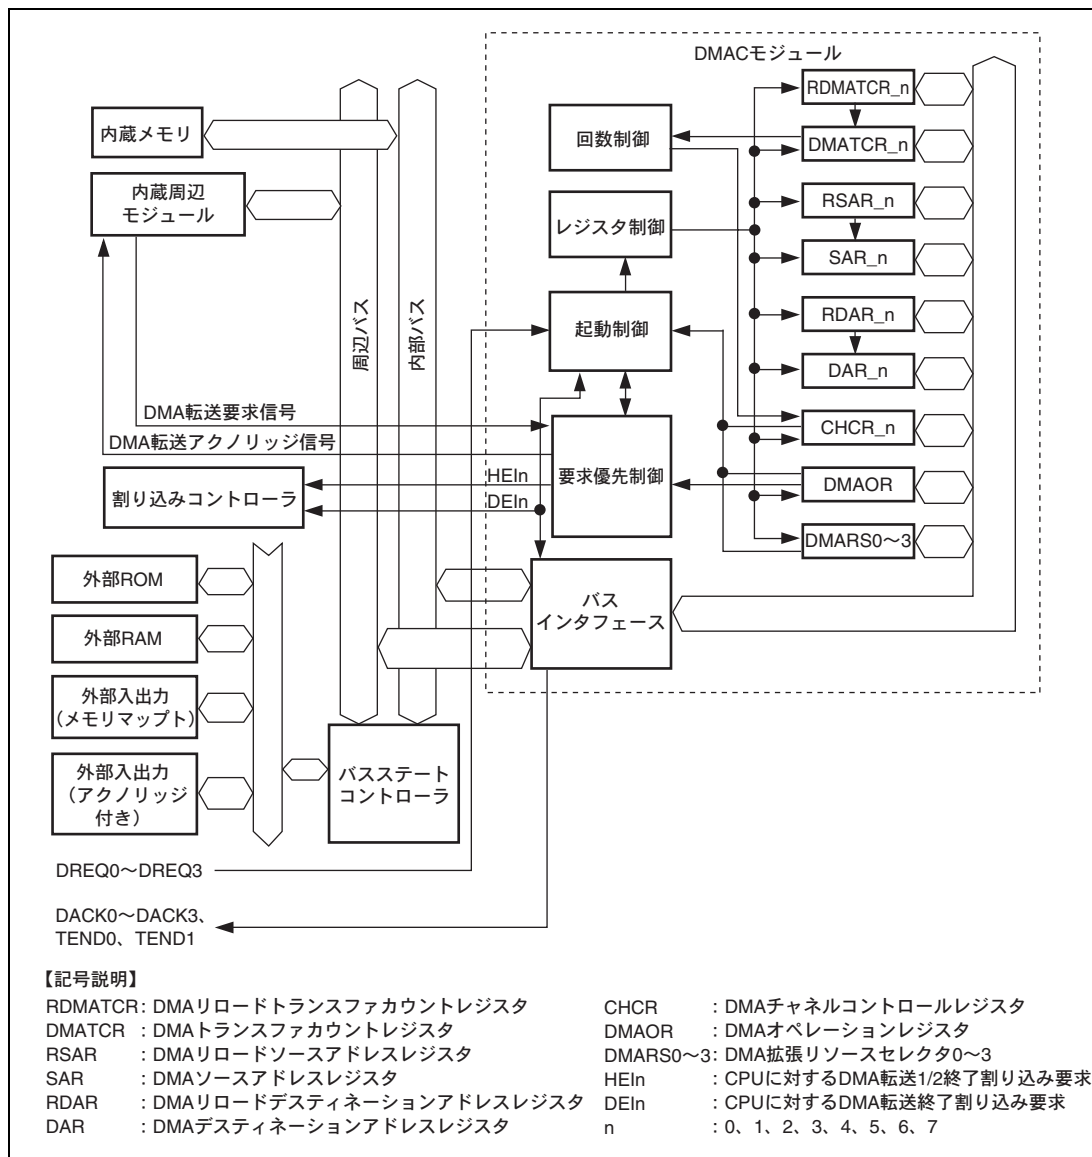 DMACモジュール
RDMATCR_n
内蔵メモリ
回数制御
DMATCR_n
内蔵周辺
モジュール
RSAR_n
レジスタ制御
SAR_n
周辺バス
内部バス
起動制御
RDAR_n
DAR_n
DMA転送要求信号
CHCR_n
DMA転送アクノリッジ信号
要求優先制御
HEIn
DMAOR
割り込みコントローラ
DEIn
DMARS0～3
外部ROM
バス
インタフェース
外部RAM
外部入出力
（メモリマップト）
外部入出力
（アクノリッジ
付き）
バスステート
コントローラ
DREQ0～DREQ3
DACK0～DACK3、
TEND0、TEND1
【記号説明】
RDMATCR：DMAリロードトランスファカウントレジスタ
DMATCR ：DMAトランスファカウントレジスタ
RSAR ：DMAリロードソースアドレスレジスタ
SAR ：DMAソースアドレスレジスタ
RDAR ：DMAリロードデスティネーションアドレスレジスタ
DAR ：DMAデスティネーションアドレスレジスタ
CHCR ：DMAチャネルコントロールレジスタ
DMAOR ：DMAオペレーションレジスタ
DMARS0～3：DMA拡張リソースセレクタ0～3
HEIn ：CPUに対するDMA転送1/2終了割り込み要求
DEIn ：CPUに対するDMA転送終了割り込み要求
n ：0、1、2、3、4、5、6、7